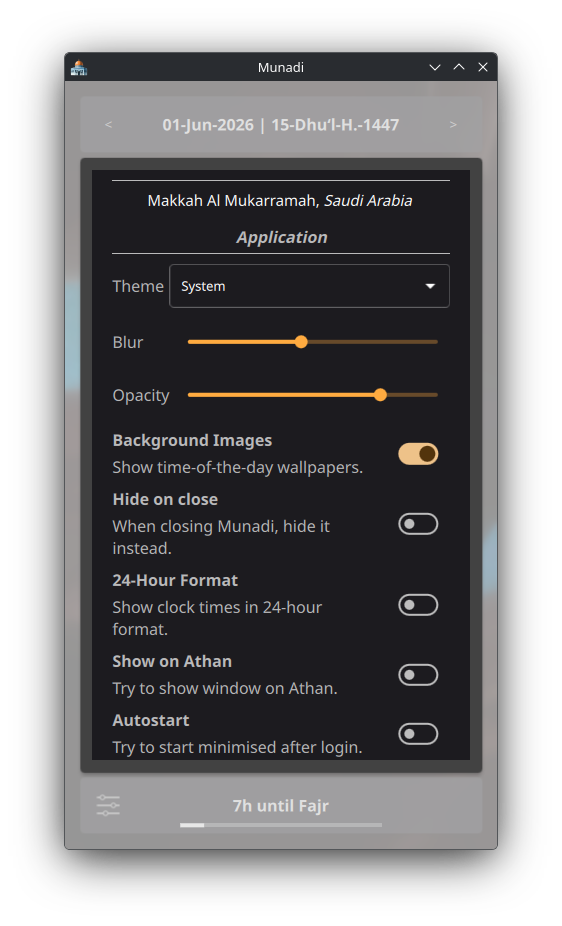 Munadi
< 01-Jun-2026 | 15-Dhuʻl-H.-1447 >
Makkah Al Mukarramah, Saudi Arabia
Application
Theme System
Blur
Opacity
Background Images
Show time-of-the-day wallpapers.
Hide on close
When closing Munadi, hide it
instead.
24-Hour Format
Show clock times in 24-hour
format.
Show on Athan
Try to show window on Athan.
Autostart
Try to start minimised after login.
7h until Fajr